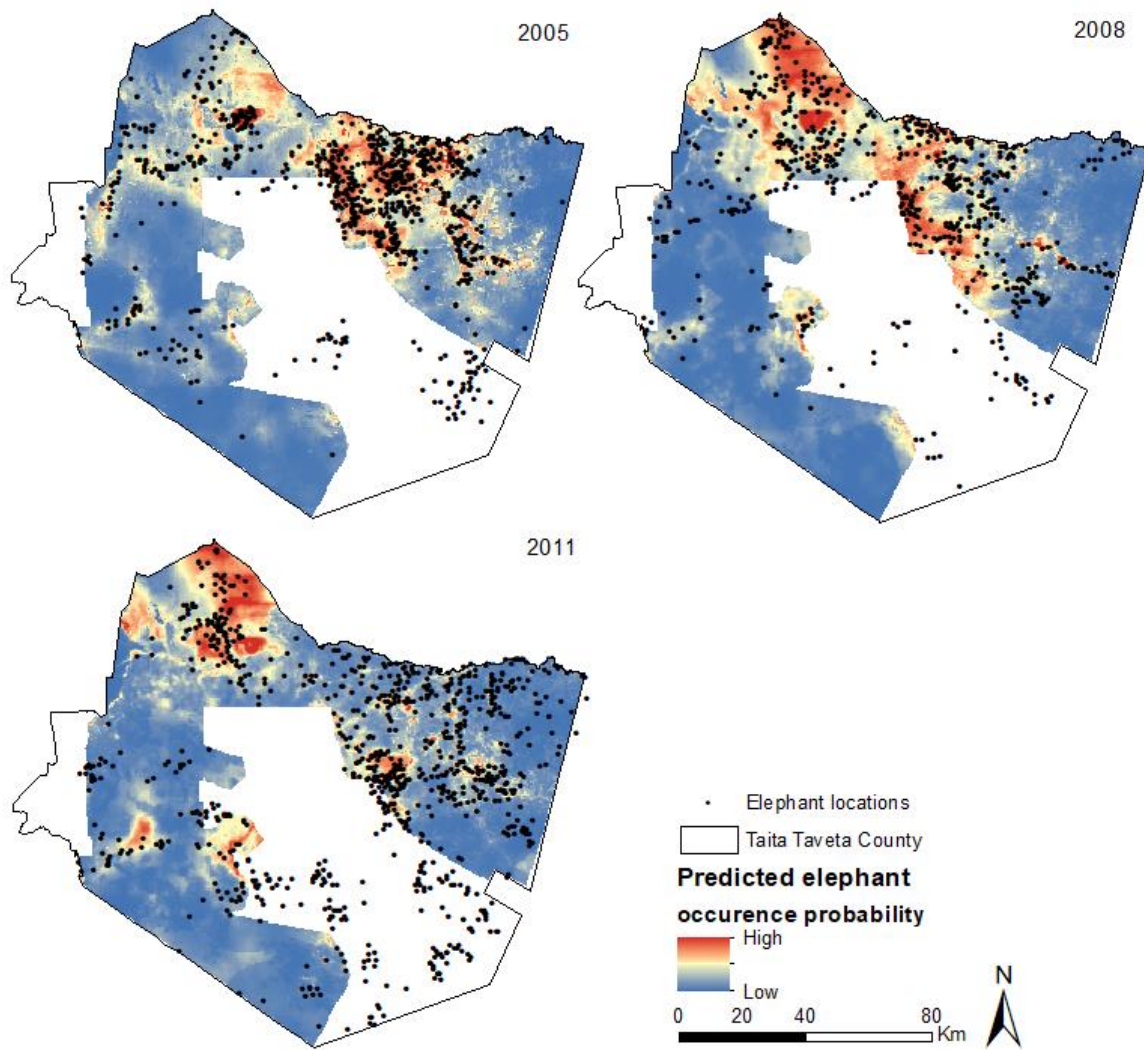 2005
2008
2011
Elephant locations
Taita Taveta County
Predicted elephant
occurence probability
High
Low
0 20 40 80
Km
N